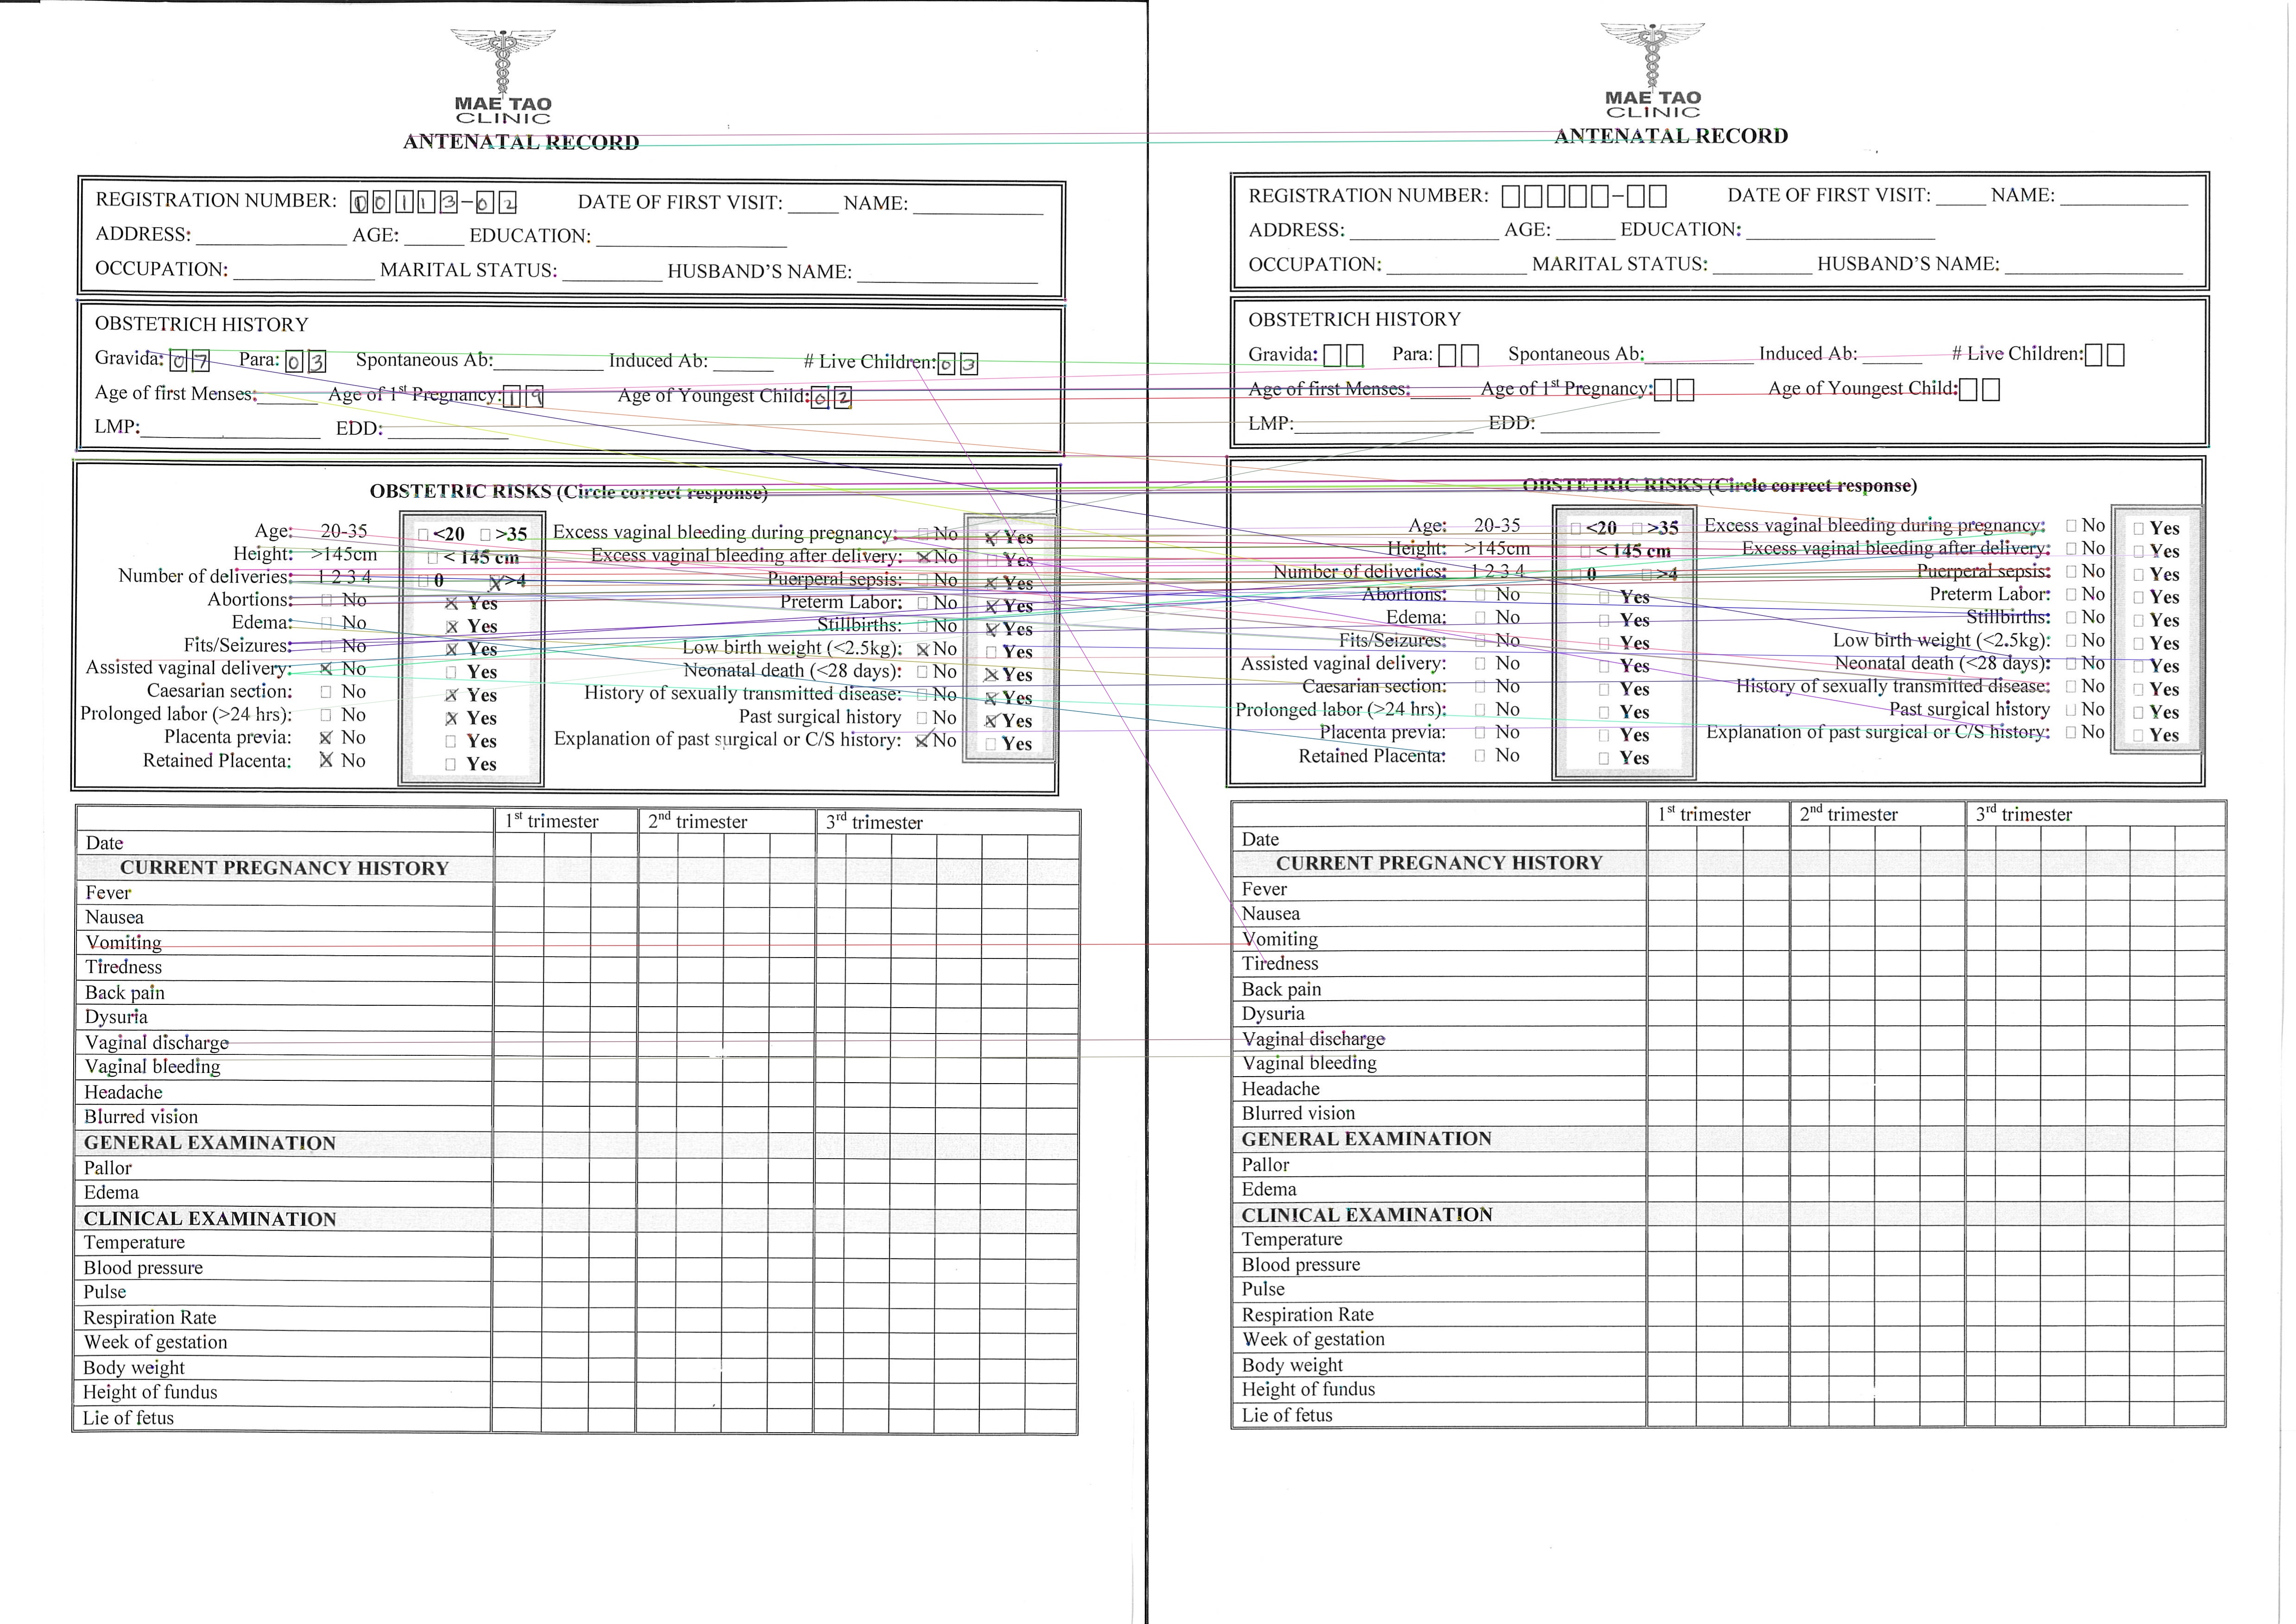 MAE TAO
CLINIC
ANTENATAL RECORD
REGISTRATION NUMBER: 00113-02 DATE OF FIRST VISIT: _____ NAME: _____________
ADDRESS: _______________ AGE: ______ EDUCATION: ___________________
OCCUPATION: ______________ MARITAL STATUS: __________ HUSBAND'S NAME: __________________
OBSTETRICH HISTORY
Gravida: 07 Para: 03 Spontaneous Ab:___________ Induced Ab: ______ # Live Children: 03
Age of first Menses:______ Age of 1st Pregnancy: 19 Age of Youngest Child: 02
LMP:__________________ EDD: ____________
OBSTETRIC RISKS (Circle correct response)
Age: 20-35 □ <20 □ >35 Excess vaginal bleeding during pregnancy: □ No ☒ Yes
Height: >145cm □ < 145 cm Excess vaginal bleeding after delivery: ☒ No □ Yes
Number of deliveries: 1 2 3 4 □ 0 ☒ >4 Puerperal sepsis: □ No ☒ Yes
Abortions: □ No ☒ Yes Preterm Labor: □ No ☒ Yes
Edema: □ No ☒ Yes Stillbirths: □ No ☒ Yes
Fits/Seizures: □ No ☒ Yes Low birth weight (<2.5kg): ☒ No □ Yes
Assisted vaginal delivery: ☒ No □ Yes Neonatal death (<28 days): □ No ☒ Yes
Caesarian section: □ No ☒ Yes History of sexually transmitted disease: □ No ☒ Yes
Prolonged labor (>24 hrs): □ No ☒ Yes Past surgical history □ No ☒ Yes
Placenta previa: ☒ No □ Yes Explanation of past surgical or C/S history: ☒ No □ Yes
Retained Placenta: ☒ No □ Yes
1st trimester 2nd trimester 3rd trimester
Date
CURRENT PREGNANCY HISTORY
Fever
Nausea
Vomiting
Tiredness
Back pain
Dysuria
Vaginal discharge
Vaginal bleeding
Headache
Blurred vision
GENERAL EXAMINATION
Pallor
Edema
CLINICAL EXAMINATION
Temperature
Blood pressure
Pulse
Respiration Rate
Week of gestation
Body weight
Height of fundus
Lie of fetus
MAE TAO
CLINIC
ANTENATAL RECORD
REGISTRATION NUMBER: □□□□□-□□ DATE OF FIRST VISIT: _____ NAME: _____________
ADDRESS: _______________ AGE: ______ EDUCATION: ___________________
OCCUPATION: ______________ MARITAL STATUS: __________ HUSBAND'S NAME: __________________
OBSTETRICH HISTORY
Gravida: □□ Para: □□ Spontaneous Ab:___________ Induced Ab: ______ # Live Children: □□
Age of first Menses:______ Age of 1st Pregnancy: □□ Age of Youngest Child: □□
LMP:__________________ EDD: ____________
OBSTETRIC RISKS (Circle correct response)
Age: 20-35 □ <20 □ >35 Excess vaginal bleeding during pregnancy: □ No □ Yes
Height: >145cm □ < 145 cm Excess vaginal bleeding after delivery: □ No □ Yes
Number of deliveries: 1 2 3 4 □ 0 □ >4 Puerperal sepsis: □ No □ Yes
Abortions: □ No □ Yes Preterm Labor: □ No □ Yes
Edema: □ No □ Yes Stillbirths: □ No □ Yes
Fits/Seizures: □ No □ Yes Low birth weight (<2.5kg): □ No □ Yes
Assisted vaginal delivery: □ No □ Yes Neonatal death (<28 days): □ No □ Yes
Caesarian section: □ No □ Yes History of sexually transmitted disease: □ No □ Yes
Prolonged labor (>24 hrs): □ No □ Yes Past surgical history □ No □ Yes
Placenta previa: □ No □ Yes Explanation of past surgical or C/S history: □ No □ Yes
Retained Placenta: □ No □ Yes
1st trimester 2nd trimester 3rd trimester
Date
CURRENT PREGNANCY HISTORY
Fever
Nausea
Vomiting
Tiredness
Back pain
Dysuria
Vaginal discharge
Vaginal bleeding
Headache
Blurred vision
GENERAL EXAMINATION
Pallor
Edema
CLINICAL EXAMINATION
Temperature
Blood pressure
Pulse
Respiration Rate
Week of gestation
Body weight
Height of fundus
Lie of fetus